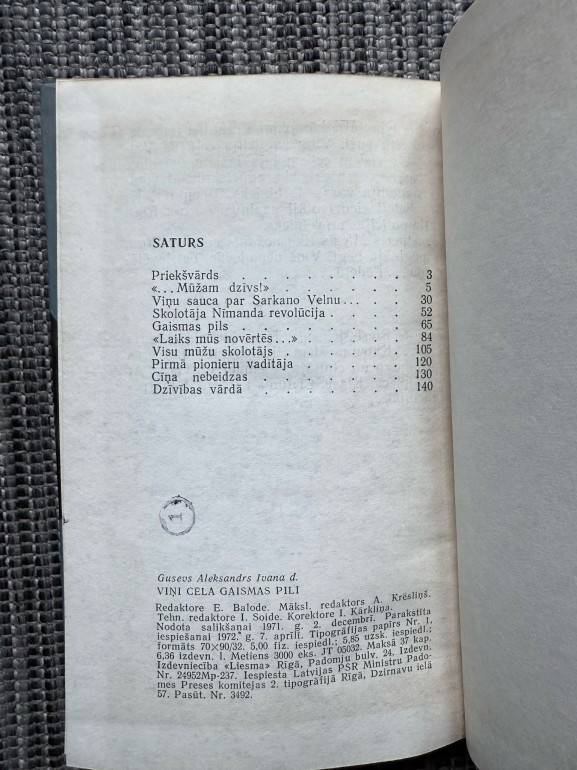 SATURS
Priekšvārds . . . . . . . . 3
«...Mūžam dzīvs!» . . . . . . 5
Viņu sauca par Sarkano Velnu... . . 30
Skolotāja Nīmanda revolūcija . . . . 52
Gaismas pils . . . . . . . . 65
«Laiks mūs novērtēs...» . . . . . 84
Visu mūžu skolotājs . . . . . . 105
Pirmā pionieru vadītāja . . . . . 120
Cīņa nebeidzas . . . . . . . 130
Dzīvības vārdā . . . . . . . 140
Gusevs Aleksandrs Ivana d.
VIŅI CĒLA GAISMAS PILI
Redaktore E. Balode. Māksl. redaktors A. Krēsliņš.
Tehn. redaktore I. Soide. Korektore I. Kārkliņa.
Nodota salikšanai 1971. g. 2. decembrī. Parakstīta
iespiešanai 1972. g. 7. aprīlī. Tipogrāfijas papīrs Nr. 1,
formāts 70×90/32. 5,00 fiz. iespiedl.; 5,85 uzsk. iespiedl.;
6,36 izdevn. l. Metiens 3000 eks. JT 05032. Maksā 37 kap.
Izdevniecība «Liesma» Rīgā, Padomju bulv. 24. Izdevn.
Nr. 24952Mp-237. Iespiesta Latvijas PSR Ministru Pado-
mes Preses komitejas 2. tipogrāfijā Rīgā, Dzirnavu ielā
57. Pasūt. Nr. 3492.